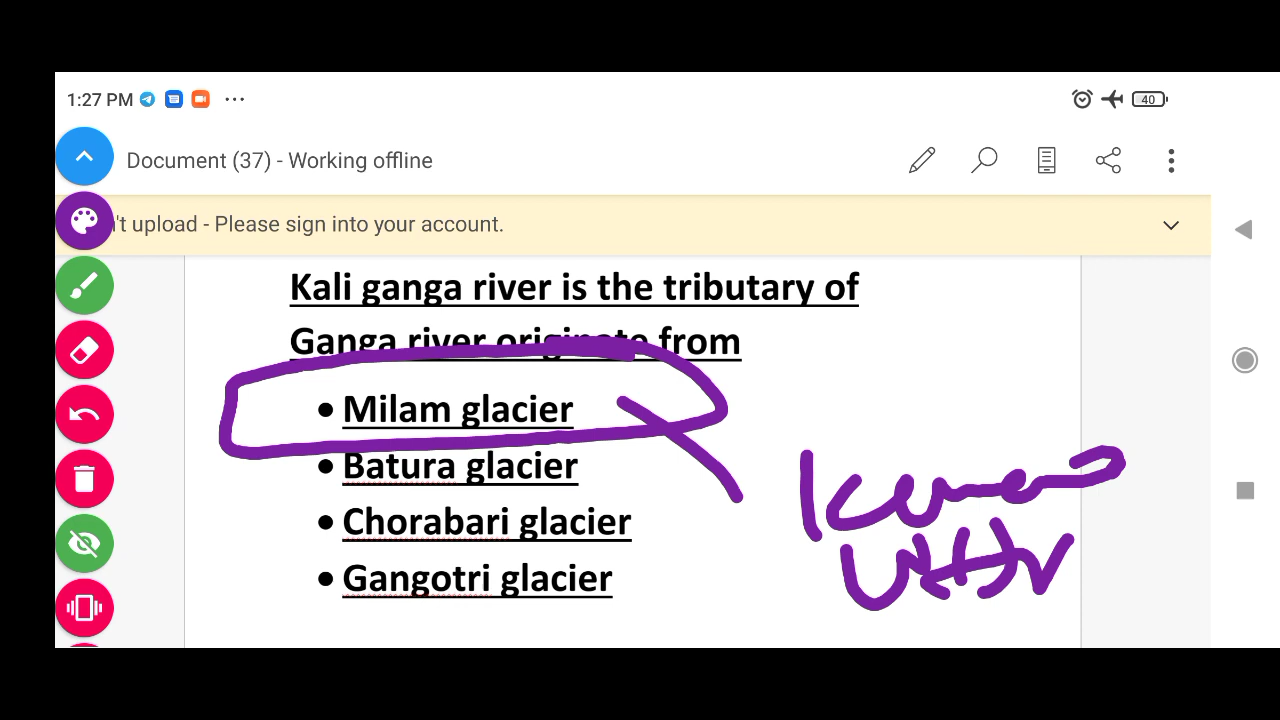 1:27 PM
40
Document (37) - Working offline
't upload - Please sign into your account.
Kali ganga river is the tributary of
Ganga river originate from
• Milam glacier
• Batura glacier
• Chorabari glacier
• Gangotri glacier